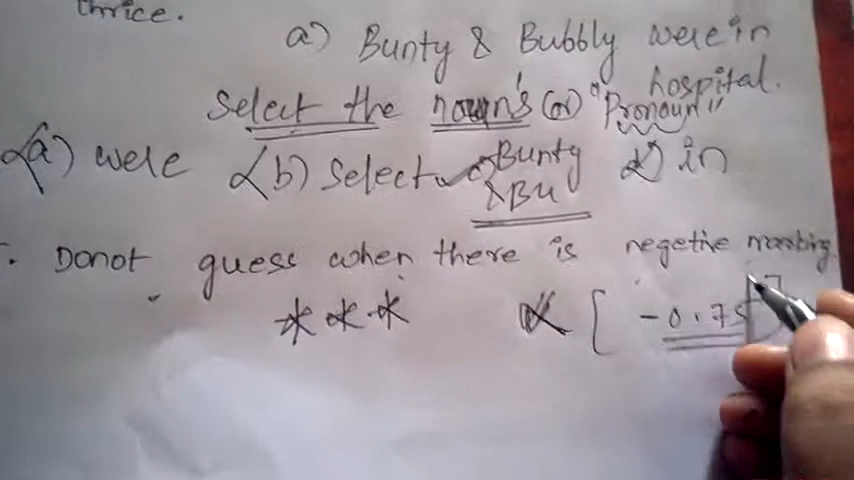 thrice.
a) Bunty & Bubbly were in
hospital.
Select the noun's (or) "Pronoun"
(a) were (b) Select c) Bunty d) in
& Bu
Donot guess when there is negetive marking
*** [ -0.75